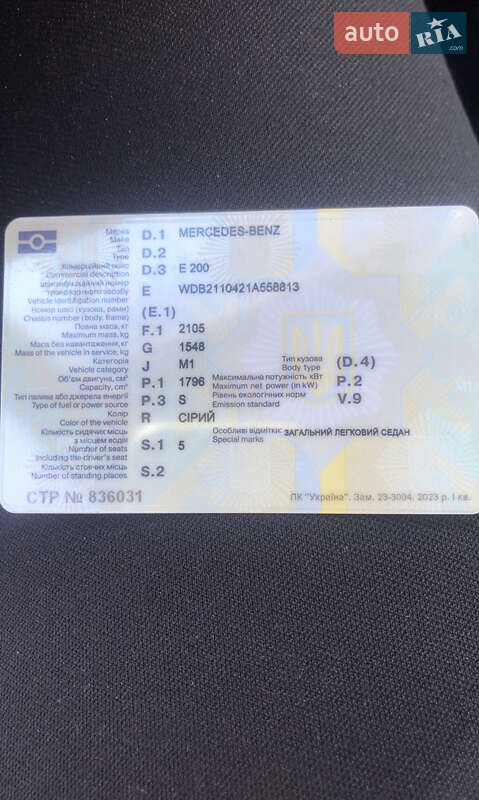 auto RIA.com
Марка D.1 MERCEDES-BENZ
Make
Тип D.2
Type
Комерційний опис D.3 E 200
Commercial description
Ідентифікаційний номер
транспортного засобу E WDB2110421A558813
Vehicle identification number
Номер шасі (кузова, рами) (E.1)
Chassis number (body, frame)
Повна маса, кг F.1 2105
Maximum mass, kg
Маса без навантаження, кг G 1548
Mass of the vehicle in service, kg
Категорія J M1 Тип кузова (D.4)
Vehicle category Body type
Об'єм двигуна, см³ P.1 1796 Максимальна потужність кВт P.2
Capacity, cm³ Maximum net power (in kW)
Тип палива або джерела енергії P.3 S Рівень екологічних норм V.9
Type of fuel or power source Emission standard
Колір R СІРИЙ
Color of the vehicle
Кількість сидячих місць Особливі відмітки: ЗАГАЛЬНИЙ ЛЕГКОВИЙ СЕДАН
з місцем водія S.1 5 Special marks
Number of seats
including the driver's seat
Кількість стоячих місць S.2
Number of standing places
СТР № 836031 ПК "Україна". Зам. 23-3004. 2023 р. І кв.